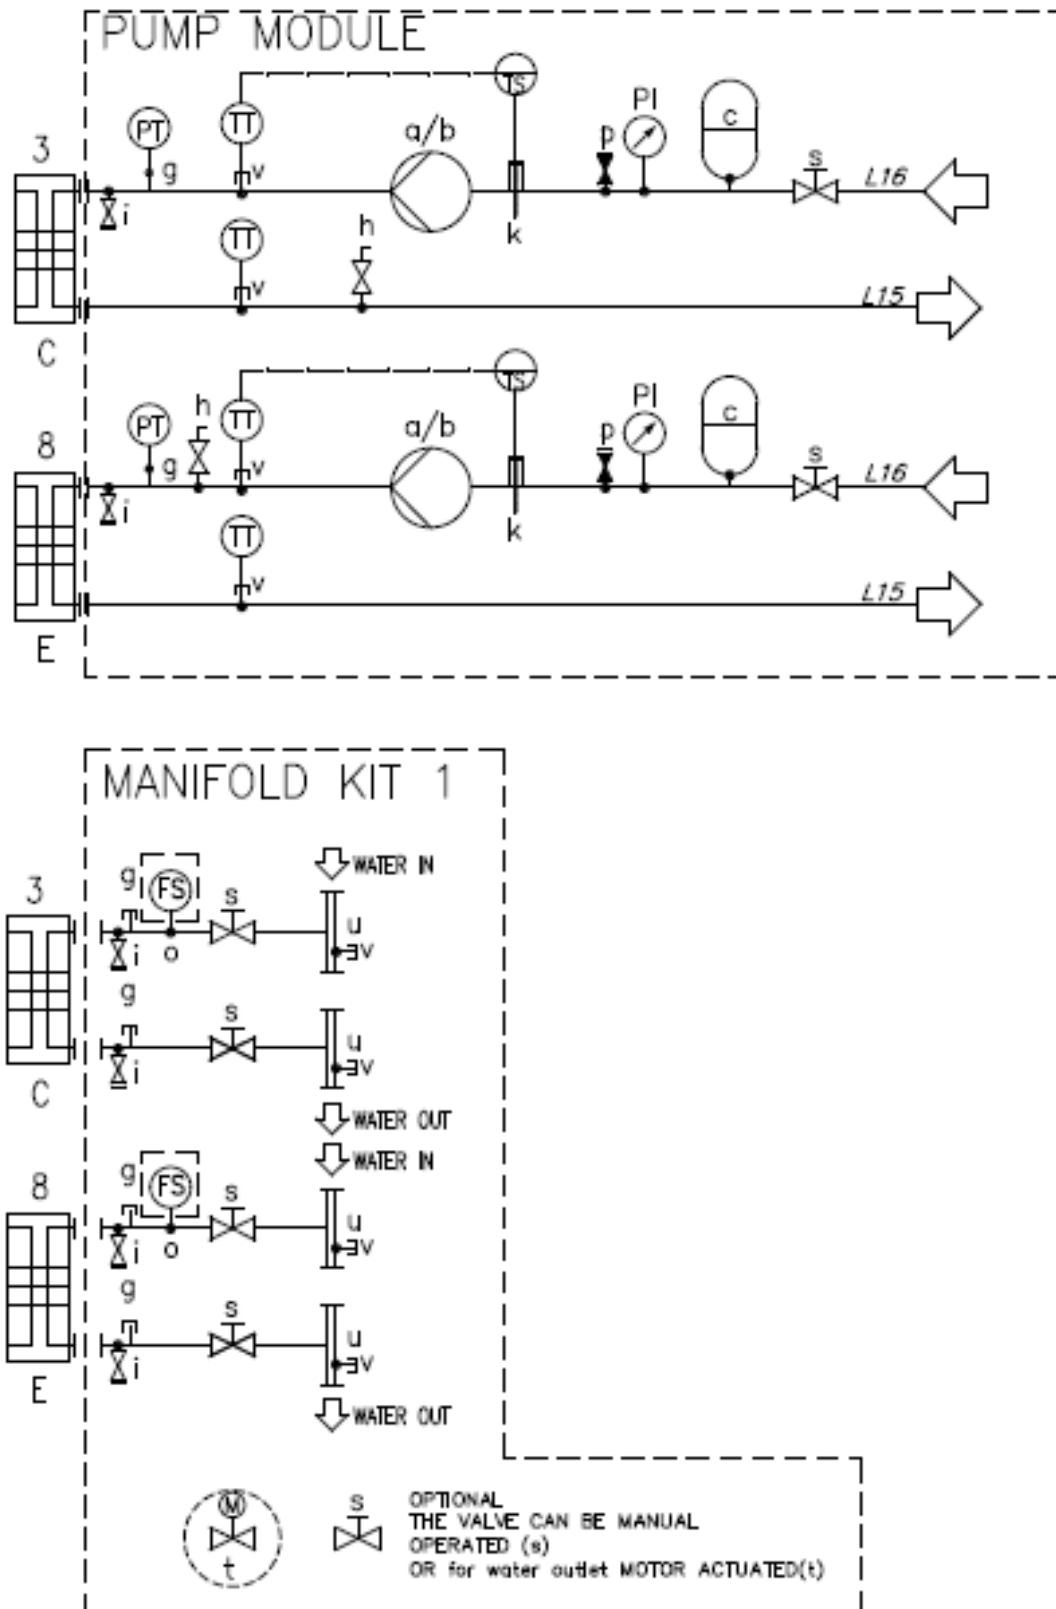 PUMP MODULE
TS
PT TT a/b p PI c
3 g v s L16
i
TT h k
v L15
C
TS
PT h TT a/b p PI c
8 g v s L16
i
TT k
v L15
E
MANIFOLD KIT 1
WATER IN
3 g FS s
u
i o v
g s
u
i v
C
WATER OUT
WATER IN
8 g FS s
u
i o v
g s
u
i v
E
WATER OUT
M s OPTIONAL
THE VALVE CAN BE MANUAL
OPERATED (s)
t OR for water outlet MOTOR ACTUATED(t)